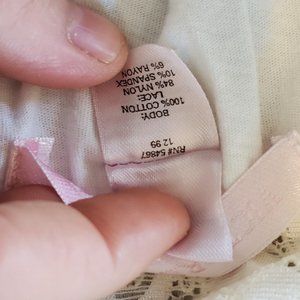 RN# 54867
12 99
BODY:
100% COTTON
LACE:
84% NYLON
10% SPANDEX
6% RAYON